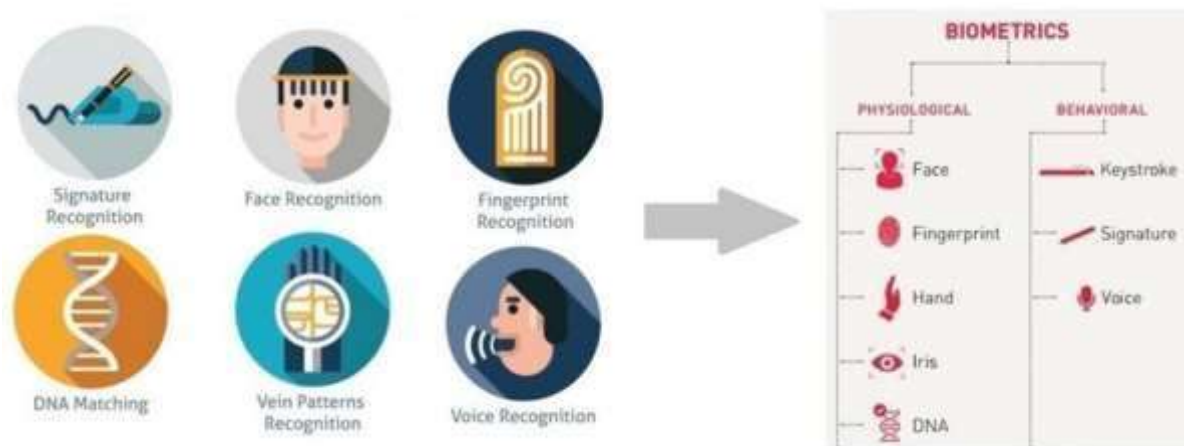 Signature
Recognition
Face Recognition
Fingerprint
Recognition
DNA Matching
Vein Patterns
Recognition
Voice Recognition
BIOMETRICS
PHYSIOLOGICAL
BEHAVIORAL
Face
Keystroke
Fingerprint
Signature
Hand
Voice
Iris
DNA